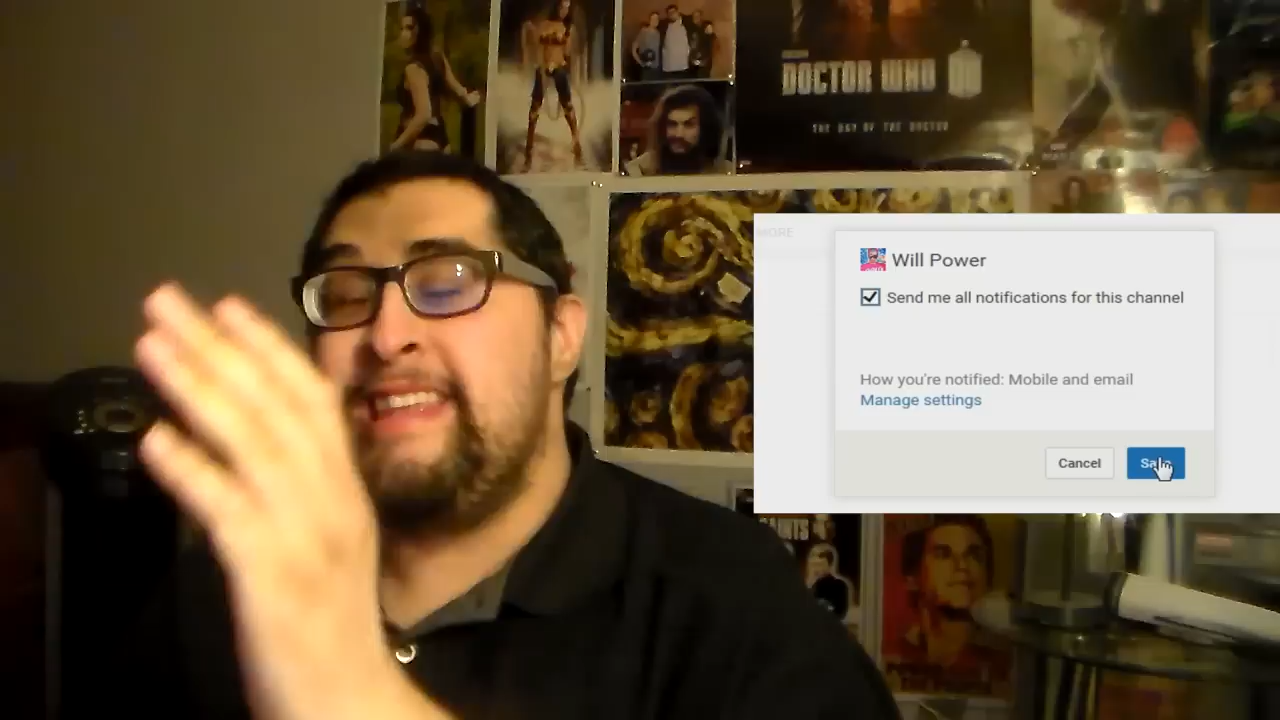 DOCTOR WHO
THE DAY OF THE DOCTOR
MORE
Will Power
Send me all notifications for this channel
How you're notified: Mobile and email
Manage settings
Cancel